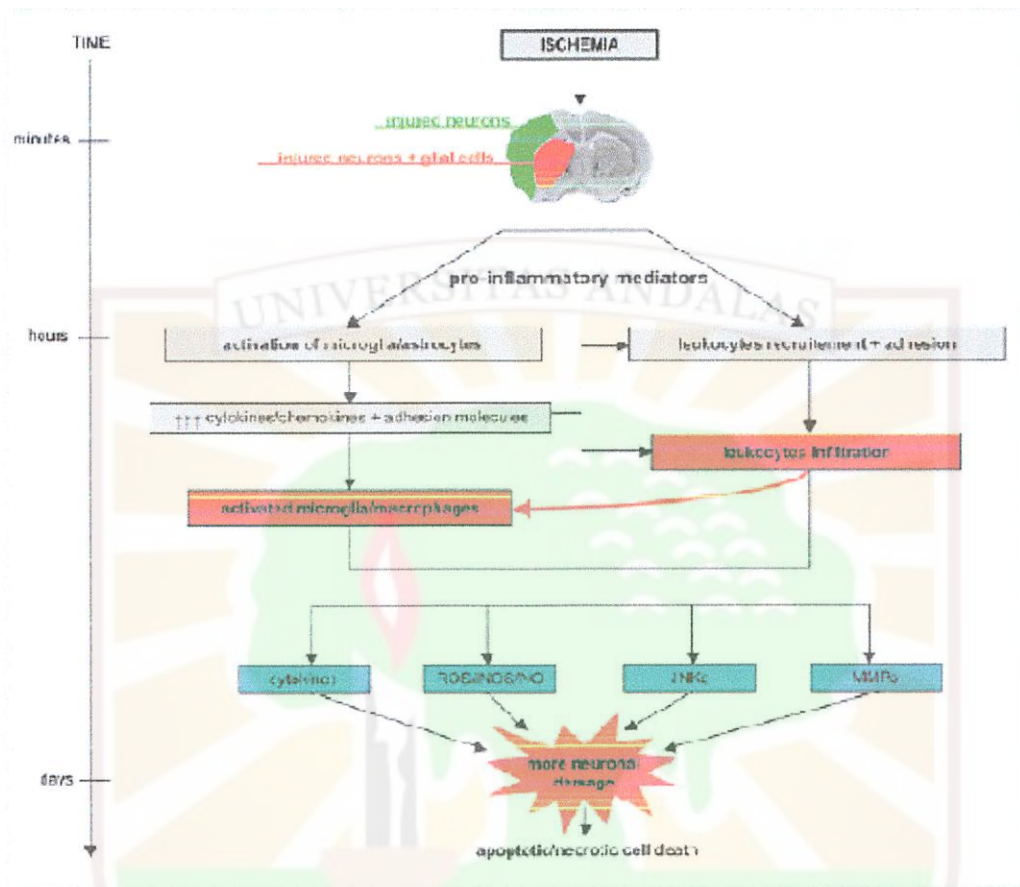 TIME
ISCHEMIA
injured neurons
minutes
injured neurons + glial cells
pro-inflammatory mediators
UNIVERSITAS ANDALAS
hours
activation of microglia/astrocytes
leukocytes recruitement + adhesion
↑↑↑ cytokines/chemokines + adhesion molecules
leukocytes infiltration
activated microglia/macrophages
cytokines
ROS/iNOS/NO
JNKs
MMPs
more neuronal
damage
days
apoptotic/necrotic cell death